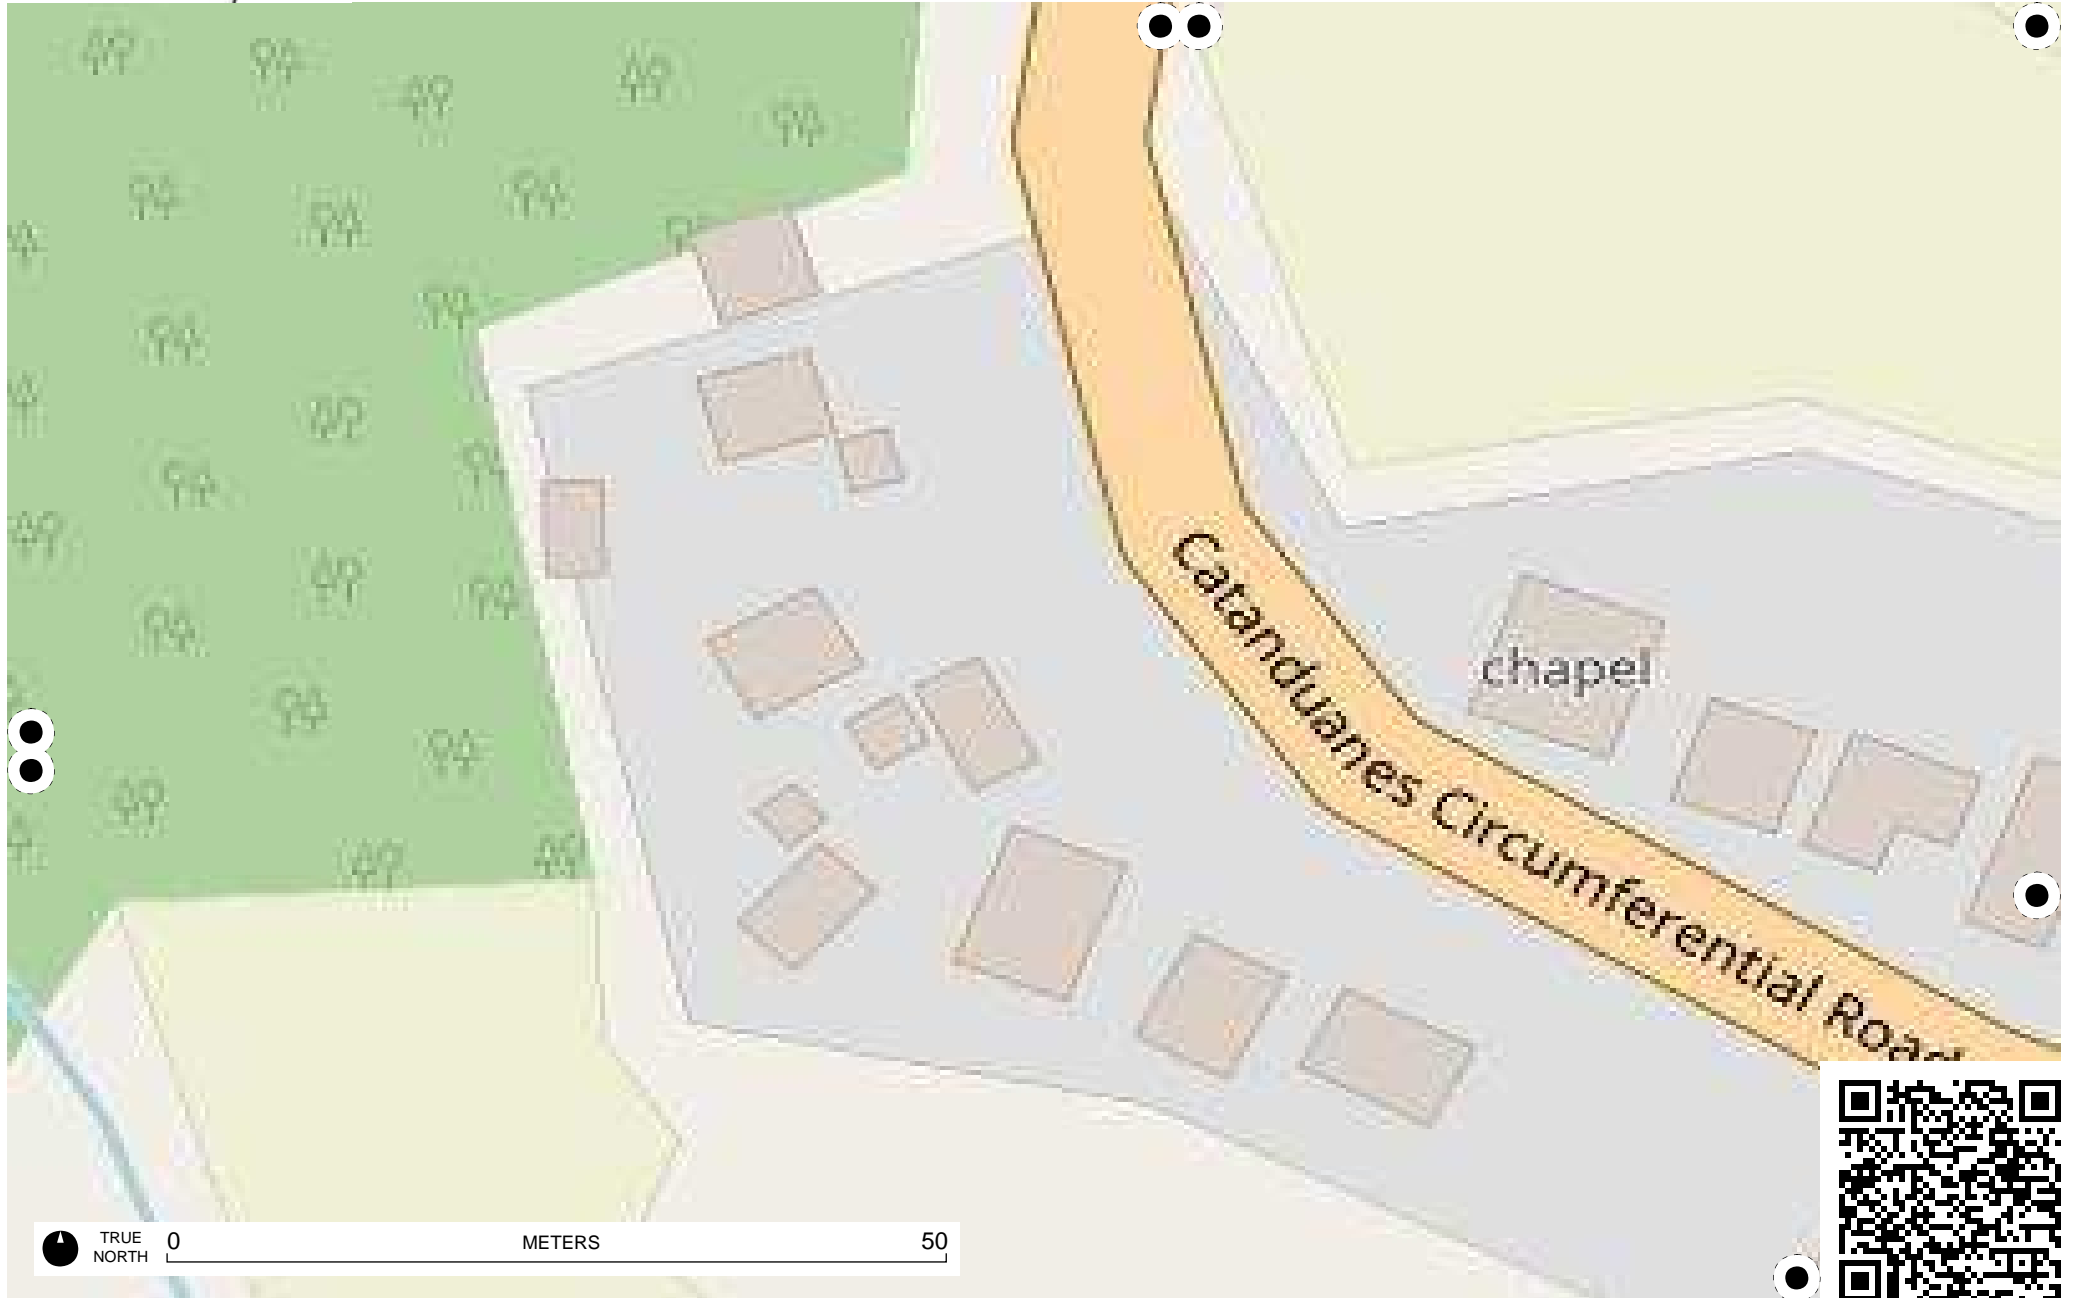 Catanduanes Circumferential Road
chapel
TRUE
NORTH
0
METERS
50